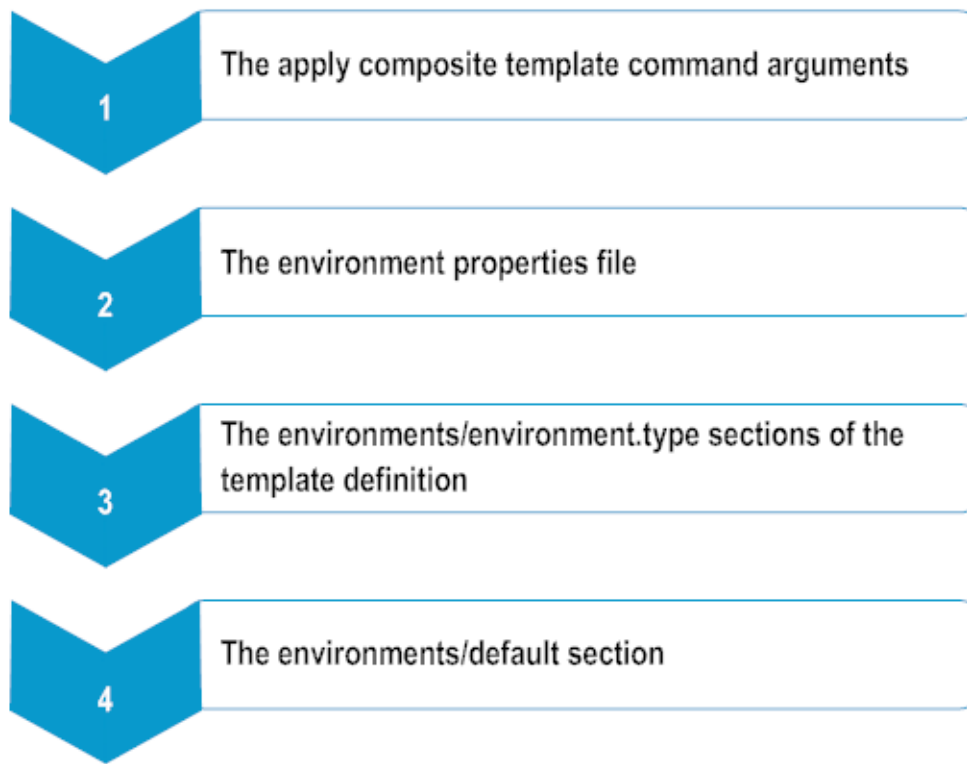 1
The apply composite template command arguments
2
The environment properties file
3
The environments/environment.type sections of the
template definition
4
The environments/default section